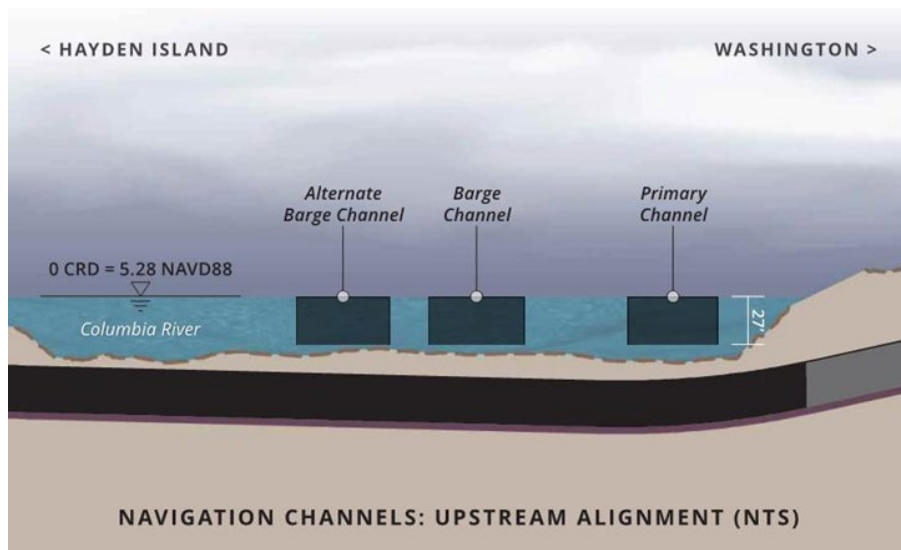 < HAYDEN ISLAND
WASHINGTON >
Alternate
Barge Channel
Barge
Channel
Primary
Channel
0 CRD = 5.28 NAVD88
Columbia River
27'
NAVIGATION CHANNELS: UPSTREAM ALIGNMENT (NTS)